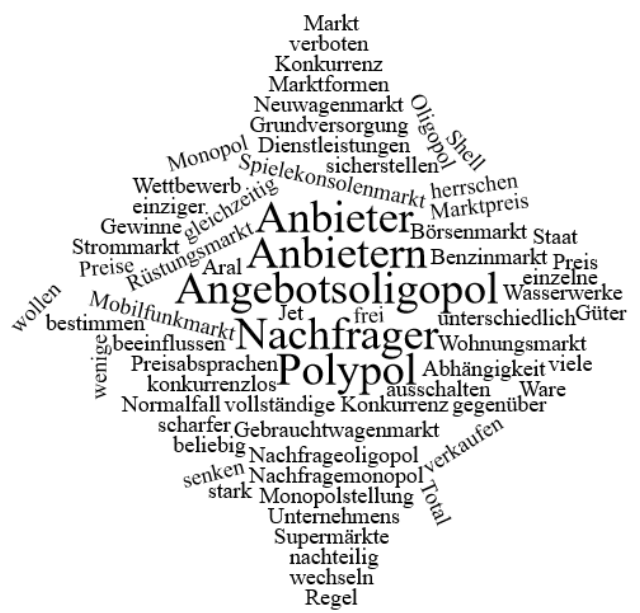 Markt
verboten
Konkurrenz
Marktformen
Neuwagenmarkt
Oligopol
Grundversorgung
Shell
Monopol
Dienstleistungen
Spielekonsolenmarkt
sicherstellen
Wettbewerb
gleichzeitig
herrschen
einziger
Marktpreis
Gewinne
Anbieter
Börsenmarkt
Staat
Strommarkt
Rüstungsmarkt
Anbietern
Benzinmarkt
Preis
Preise
Aral
einzelne
Angebotsoligopol
Wasserwerke
wollen
Mobilfunkmarkt
Jet
frei
unterschiedlich
Güter
bestimmen
Nachfrager
beeinflussen
Wohnungsmarkt
wenige
Preisabsprachen
Polypol
Abhängigkeit
viele
konkurrenzlos
ausschalten
Ware
Normalfall
vollständige Konkurrenz
gegenüber
scharfer
Gebrauchtwagenmarkt
beliebig
verkaufen
Nachfrageoligopol
senken
Nachfragemonopol
stark
Monopolstellung
Total
Unternehmens
Supermärkte
nachteilig
wechseln
Regel